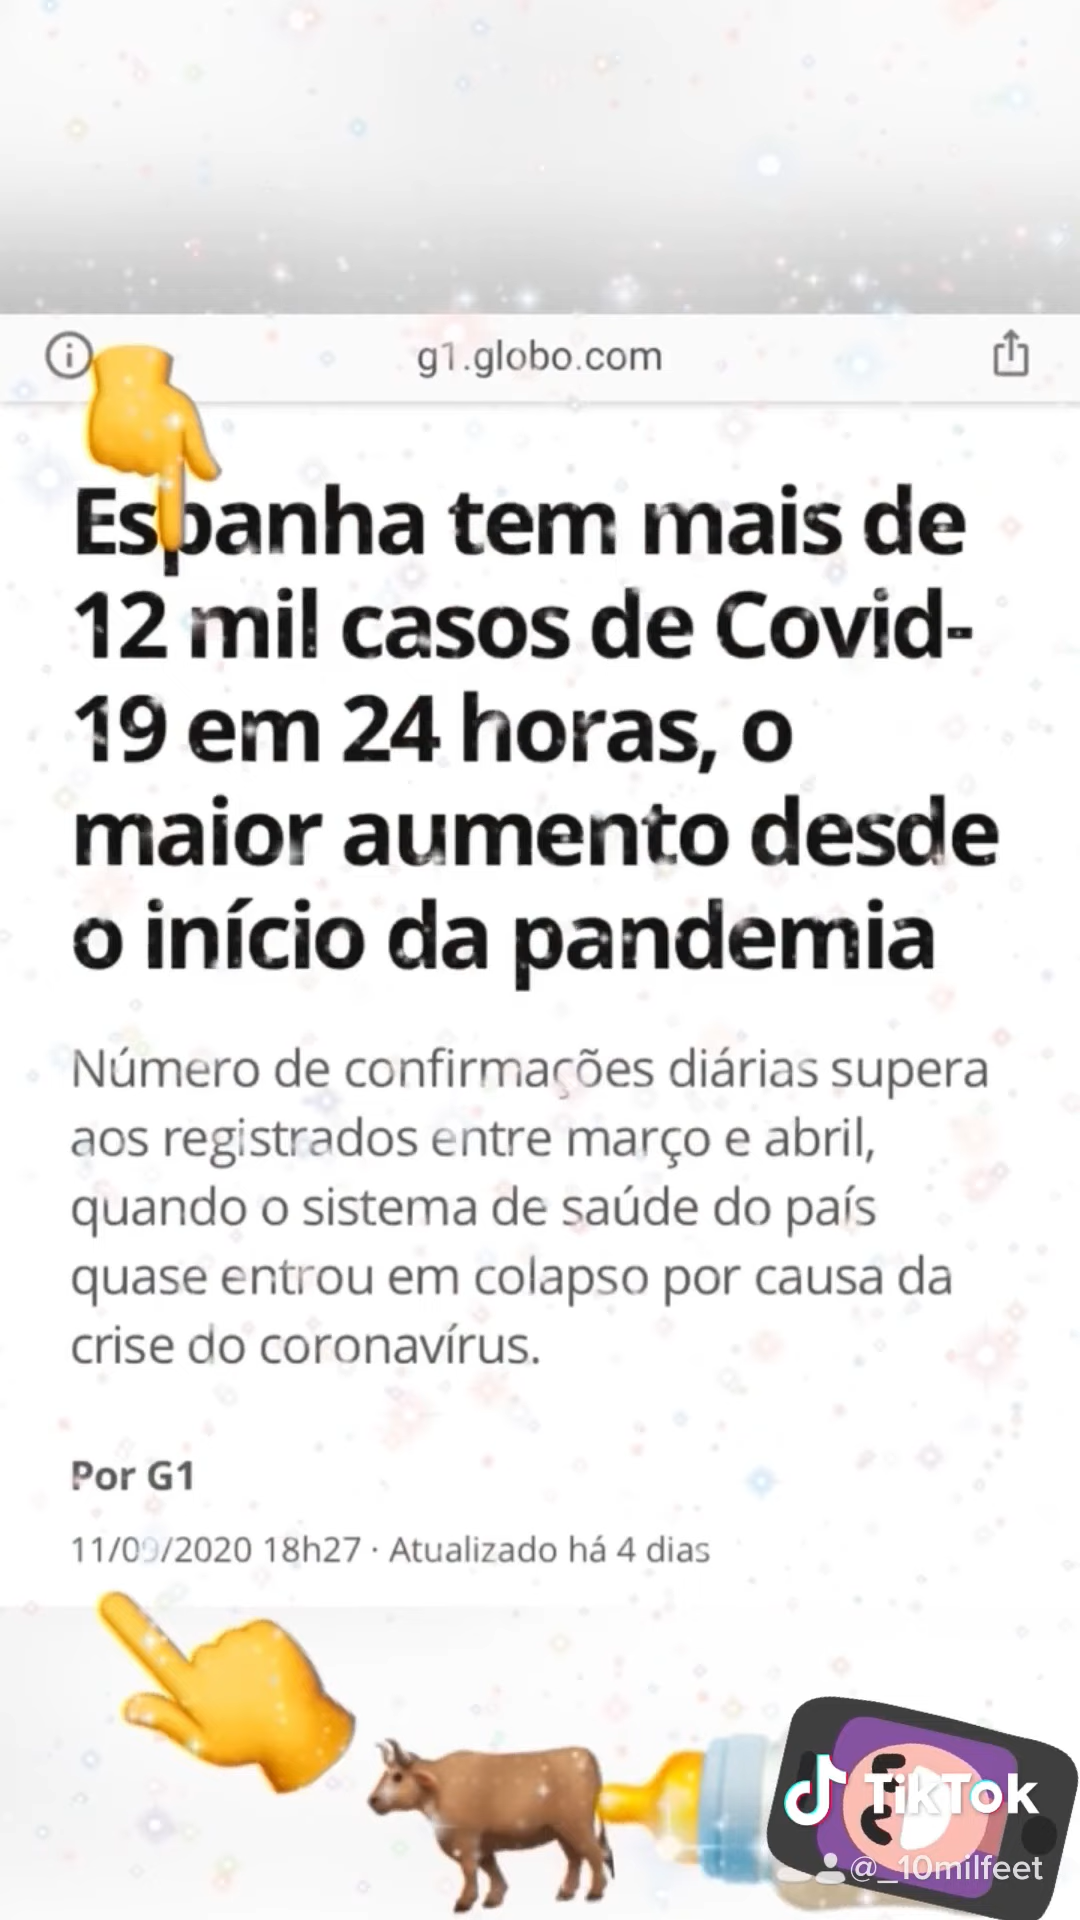 g1.globo.com
Espanha tem mais de
12 mil casos de Covid-
19 em 24 horas, o
maior aumento desde
o início da pandemia
Número de confirmações diárias supera
aos registrados entre março e abril,
quando o sistema de saúde do país
quase entrou em colapso por causa da
crise do coronavírus.
Por G1
11/09/2020 18h27 · Atualizado há 4 dias
TikTok
@_10milfeet